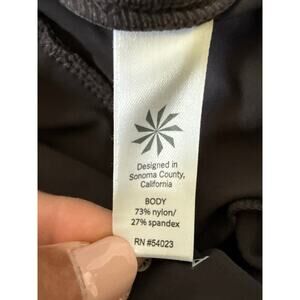 Designed in
Sonoma County,
California
BODY
73% nylon/
27% spandex
RN #54023